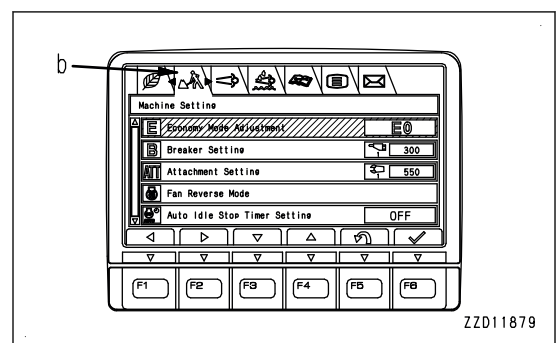 b
Machine Setting
E Economy Mode Adjustment E0
B Breaker Setting 300
ATT Attachment Setting 550
Fan Reverse Mode
Auto Idle Stop Timer Setting OFF
F1 F2 F3 F4 F5 F6
ZZD11879